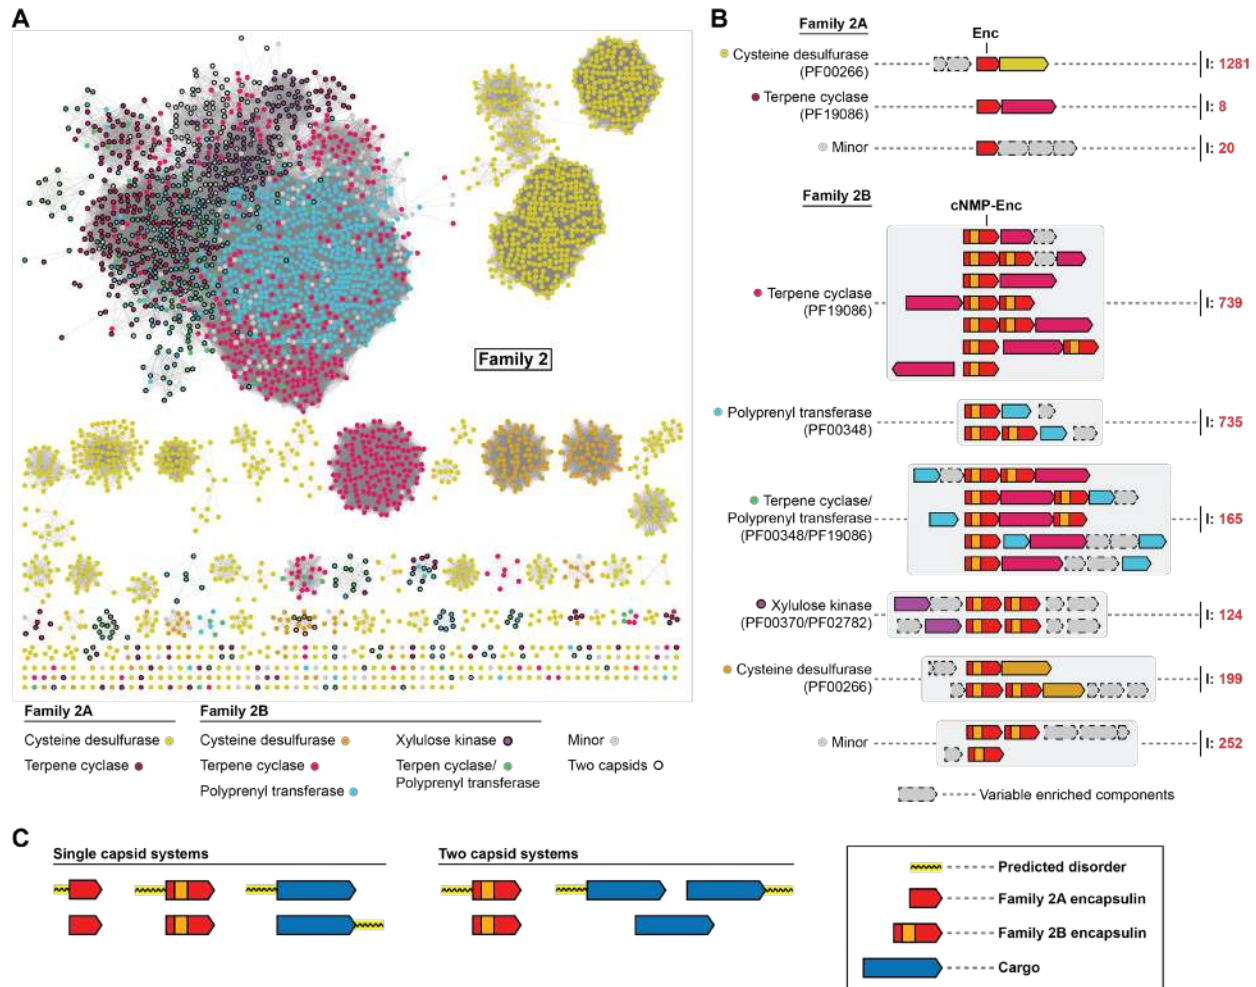 A
Family 2
Family 2A
Cysteine desulfurase
Terpene cyclase
Family 2B
Cysteine desulfurase
Terpene cyclase
Polyprenyl transferase
Xylulose kinase
Terpen cyclase/
Polyprenyl transferase
Minor
Two capsids
B
Family 2A
Enc
Cysteine desulfurase
(PF00266)
I: 1281
Terpene cyclase
(PF19086)
I: 8
Minor
I: 20
Family 2B
cNMP-Enc
Terpene cyclase
(PF19086)
I: 739
Polyprenyl transferase
(PF00348)
I: 735
Terpene cyclase/
Polyprenyl transferase
(PF00348/PF19086)
I: 165
Xylulose kinase
(PF00370/PF02782)
I: 124
Cysteine desulfurase
(PF00266)
I: 199
Minor
I: 252
Variable enriched components
C
Single capsid systems
Two capsid systems
Predicted disorder
Family 2A encapsulin
Family 2B encapsulin
Cargo